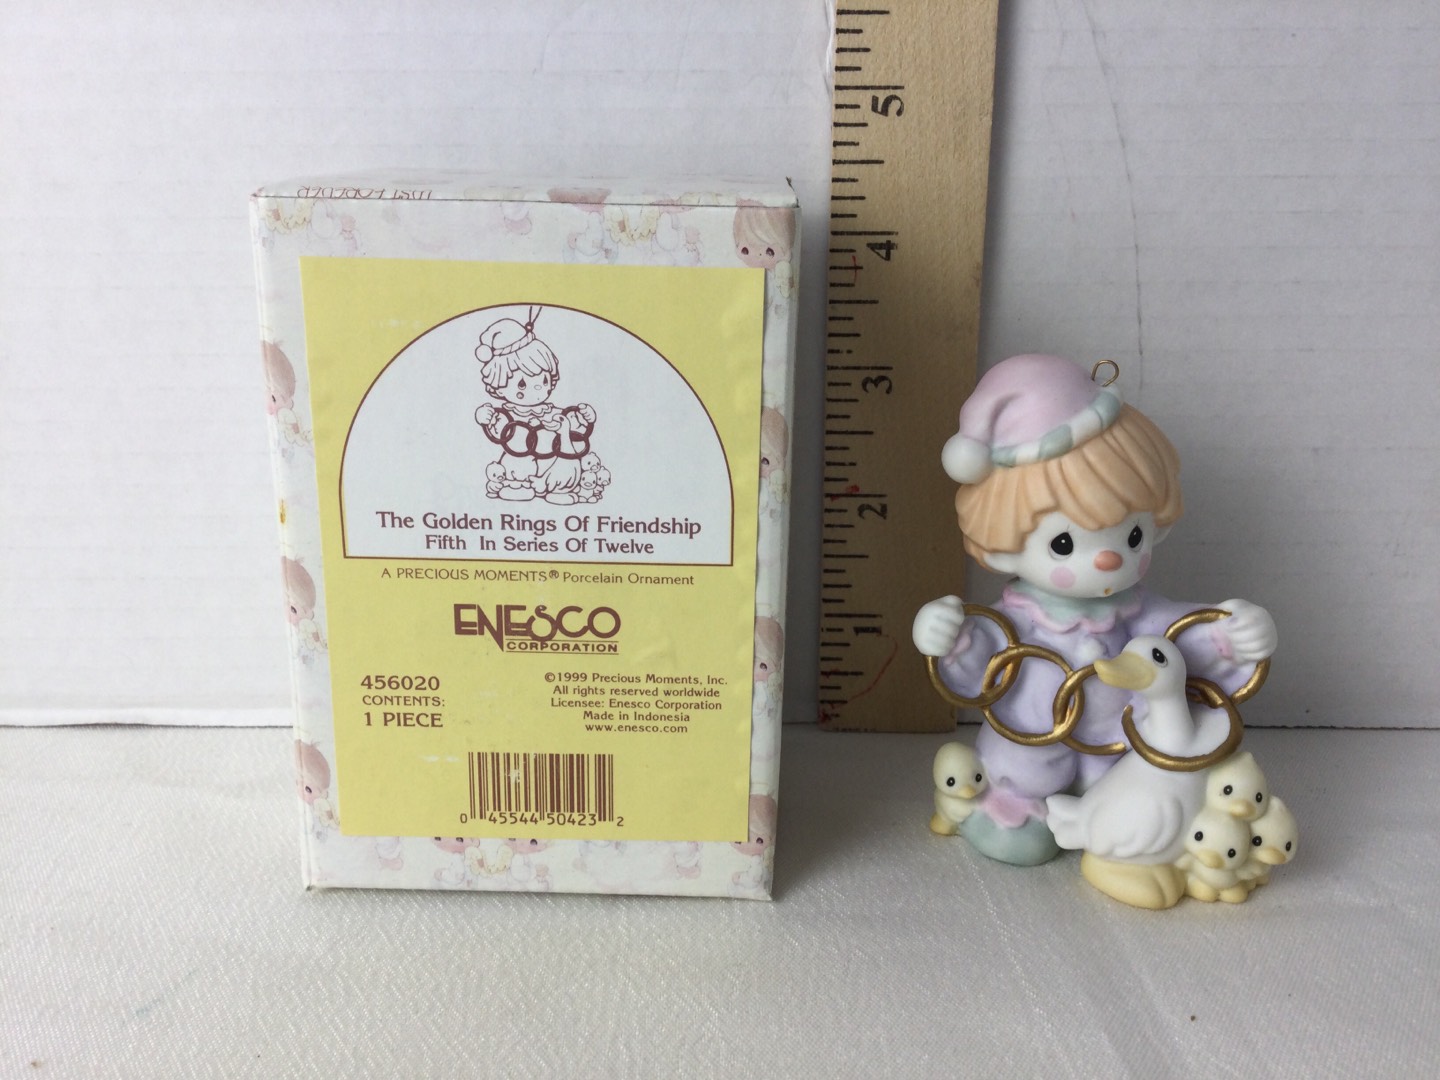 LAST FOREVER
The Golden Rings Of Friendship
Fifth In Series Of Twelve
A PRECIOUS MOMENTS® Porcelain Ornament
ENESCO
CORPORATION
456020
CONTENTS:
1 PIECE
©1999 Precious Moments, Inc.
All rights reserved worldwide
Licensee: Enesco Corporation
Made in Indonesia
www.enesco.com
0 45544 50423 2
5
4
3
2
1